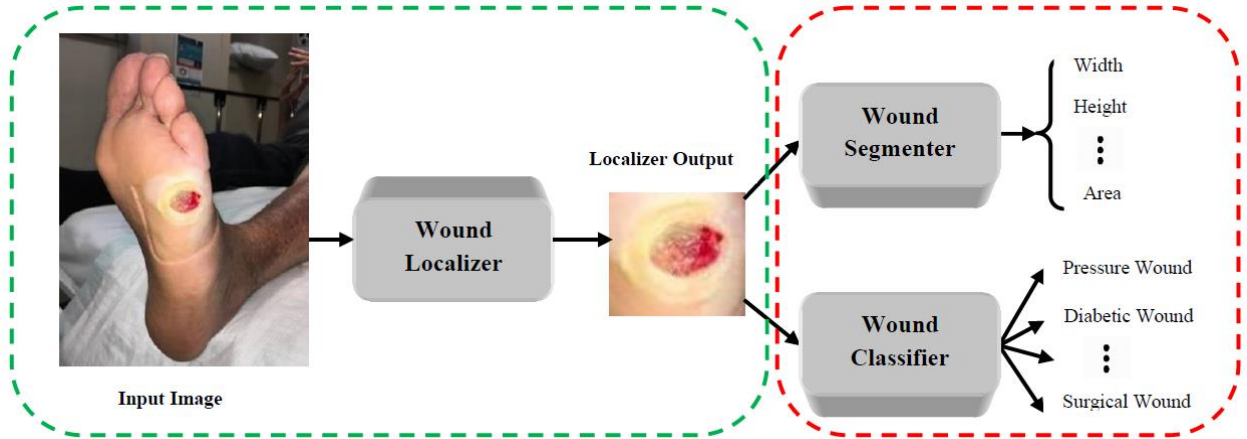 Input Image
Wound
Localizer
Localizer Output
Wound
Segmenter
Width
Height
Area
Wound
Classifier
Pressure Wound
Diabetic Wound
Surgical Wound